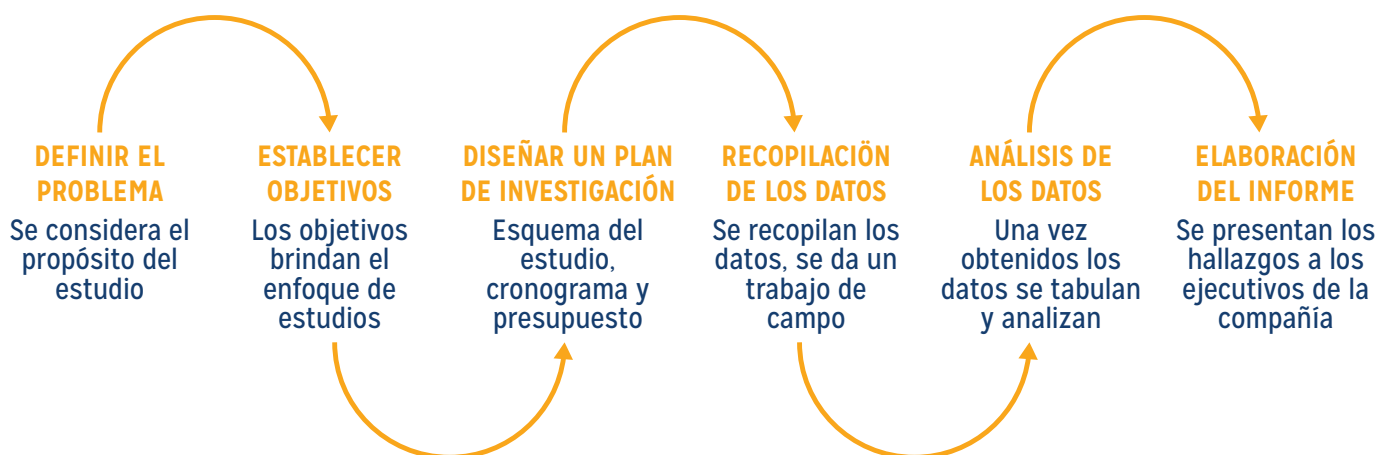 DEFINIR EL
PROBLEMA
Se considera el
propósito del
estudio
ESTABLECER
OBJETIVOS
Los objetivos
brindan el
enfoque de
estudios
DISEÑAR UN PLAN
DE INVESTIGACIÓN
Esquema del
estudio,
cronograma y
presupuesto
RECOPILACIÖN
DE LOS DATOS
Se recopilan los
datos, se da un
trabajo de
campo
ANÁLISIS DE
LOS DATOS
Una vez
obtenidos los
datos se tabulan
y analizan
ELABORACIÓN
DEL INFORME
Se presentan los
hallazgos a los
ejecutivos de la
compañía